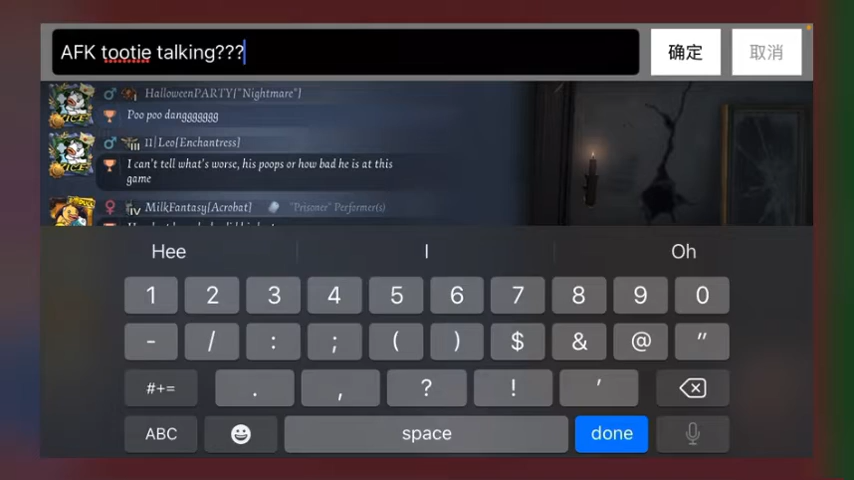 AFK tootie talking???
确定
取消
HalloweenPARTY["Nightmare"]
Poo poo danggggggg
11|Leo[Enchantress]
I can't tell what's worse, his poops or how bad he is at this
game
MilkFantasy[Acrobat] "Prisoner" Performer(s)
Hee I Oh
1 2 3 4 5 6 7 8 9 0
- / : ; ( ) $ & @ "
#+= . , ? ! '
ABC space done